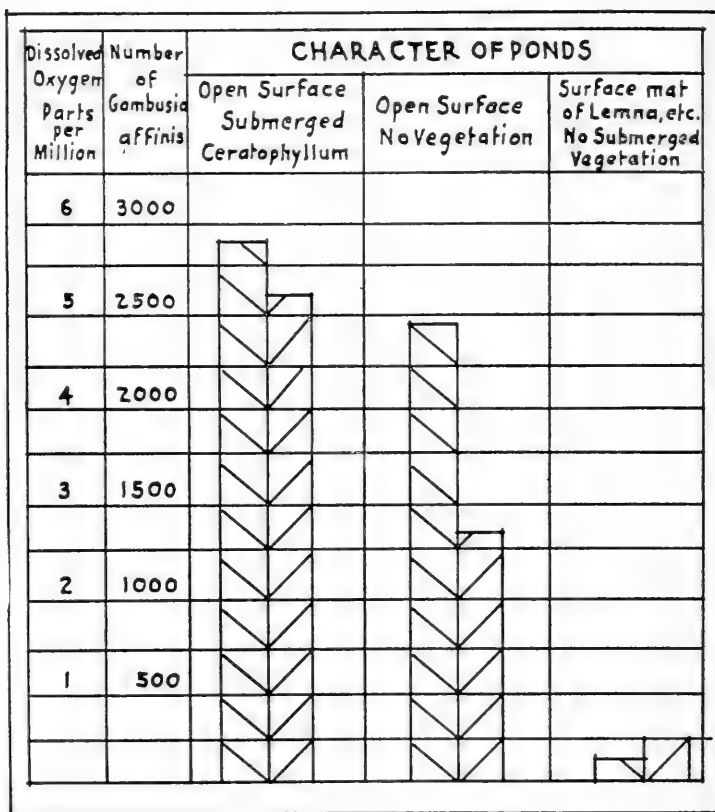 Dissolved
Oxygen
Parts
per
Million
Number
of
Gambusia
affinis
CHARACTER OF PONDS
Open Surface
Submerged
Ceratophyllum
Open Surface
No Vegetation
Surface mat
of Lemna, etc.
No Submerged
Vagetation
6 3000
5 2500
4 2000
3 1500
2 1000
1 500